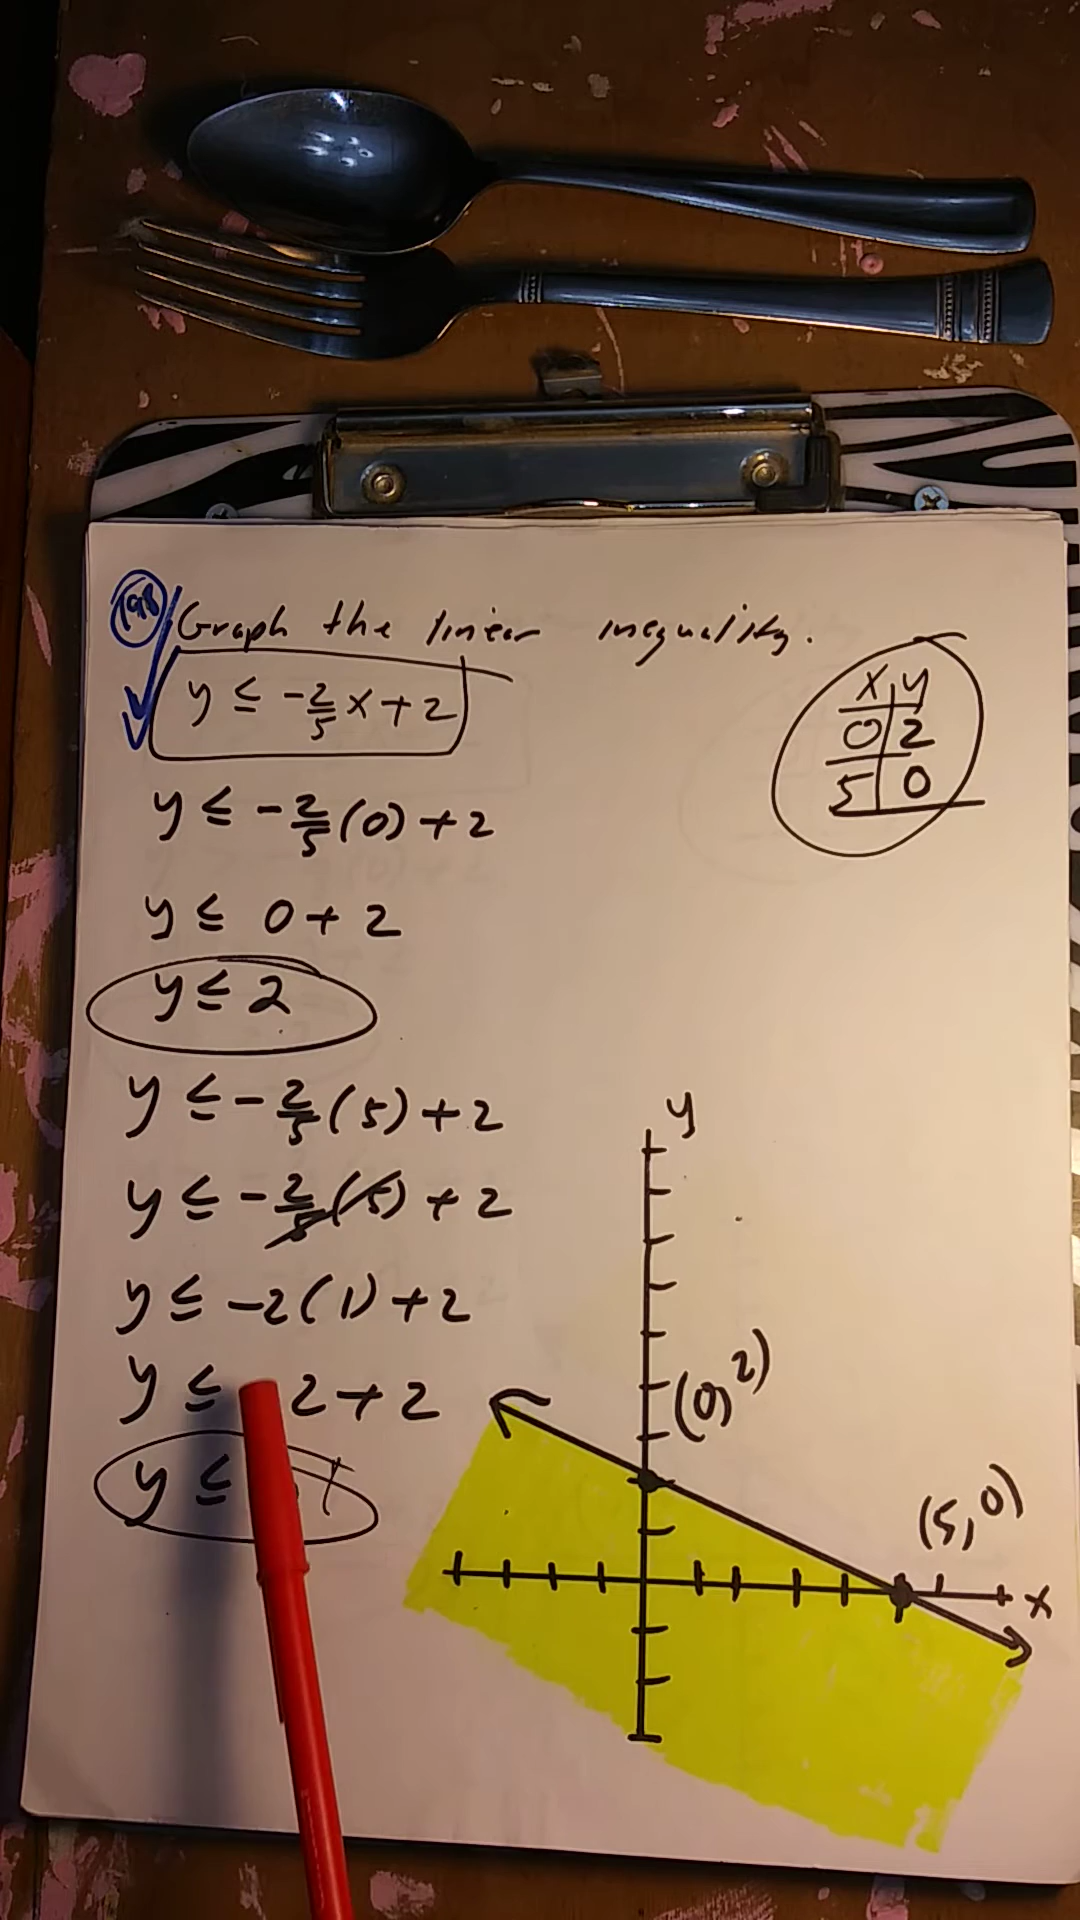 198 Graph the linear inequality.
y ≤ -2/5 x + 2
x, y
0 2
5 0
y ≤ -2/5 (0) + 2
y ≤ 0 + 2
y ≤ 2
y ≤ -2/5 (5) + 2
y ≤ -2/5 (5) + 2
y ≤ -2(1) + 2
y ≤ 2 + 2
y ≤
y
(0, 2)
(5, 0)
x